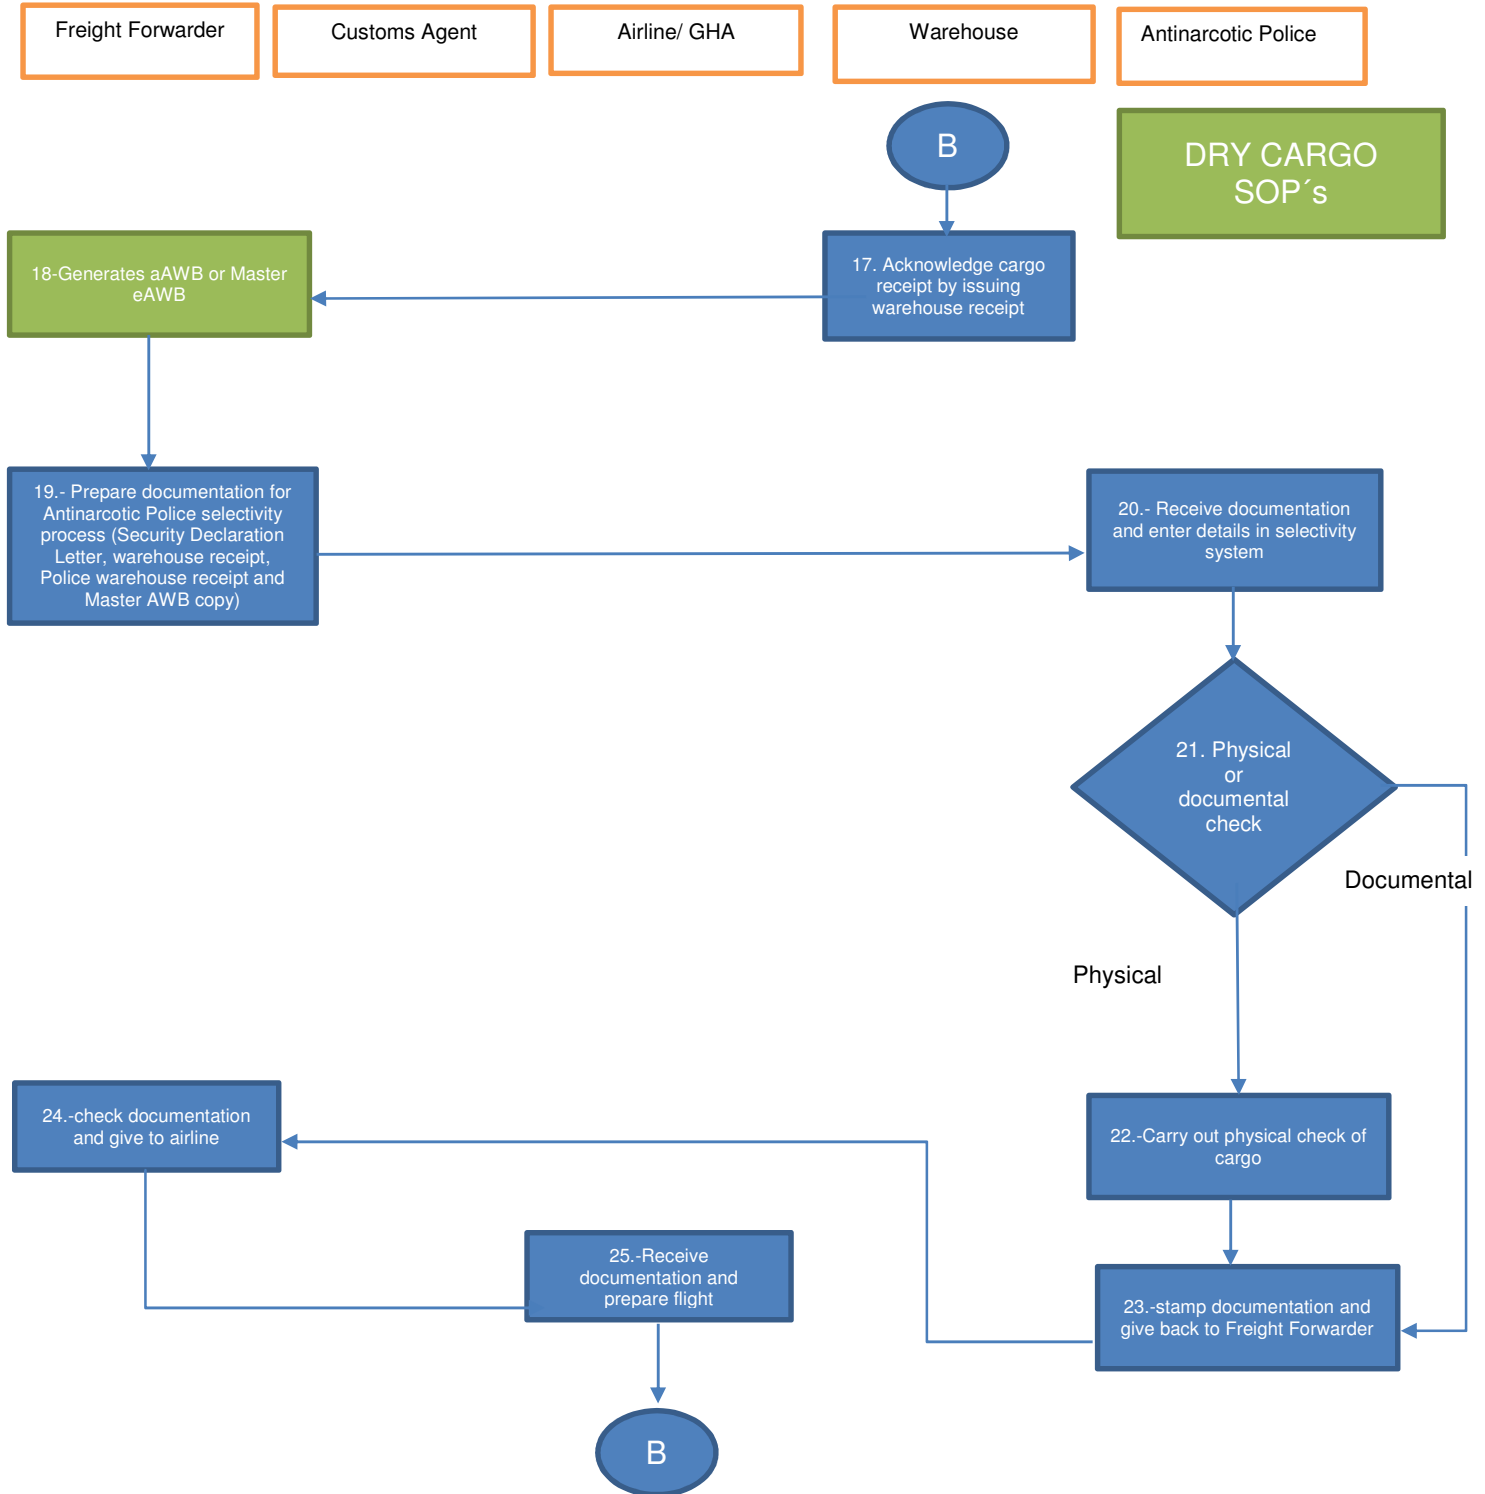 Freight Forwarder
Customs Agent
Airline/ GHA
Warehouse
Antinarcotic Police
B
DRY CARGO
SOP´s
17. Acknowledge cargo
receipt by issuing
warehouse receipt
18-Generates aAWB or Master
eAWB
19.- Prepare documentation for
Antinarcotic Police selectivity
process (Security Declaration
Letter, warehouse receipt,
Police warehouse receipt and
Master AWB copy)
20.- Receive documentation
and enter details in selectivity
system
21. Physical
or
documental
check
Documental
Physical
22.-Carry out physical check of
cargo
23.-stamp documentation and
give back to Freight Forwarder
24.-check documentation
and give to airline
25.-Receive
documentation and
prepare flight
B